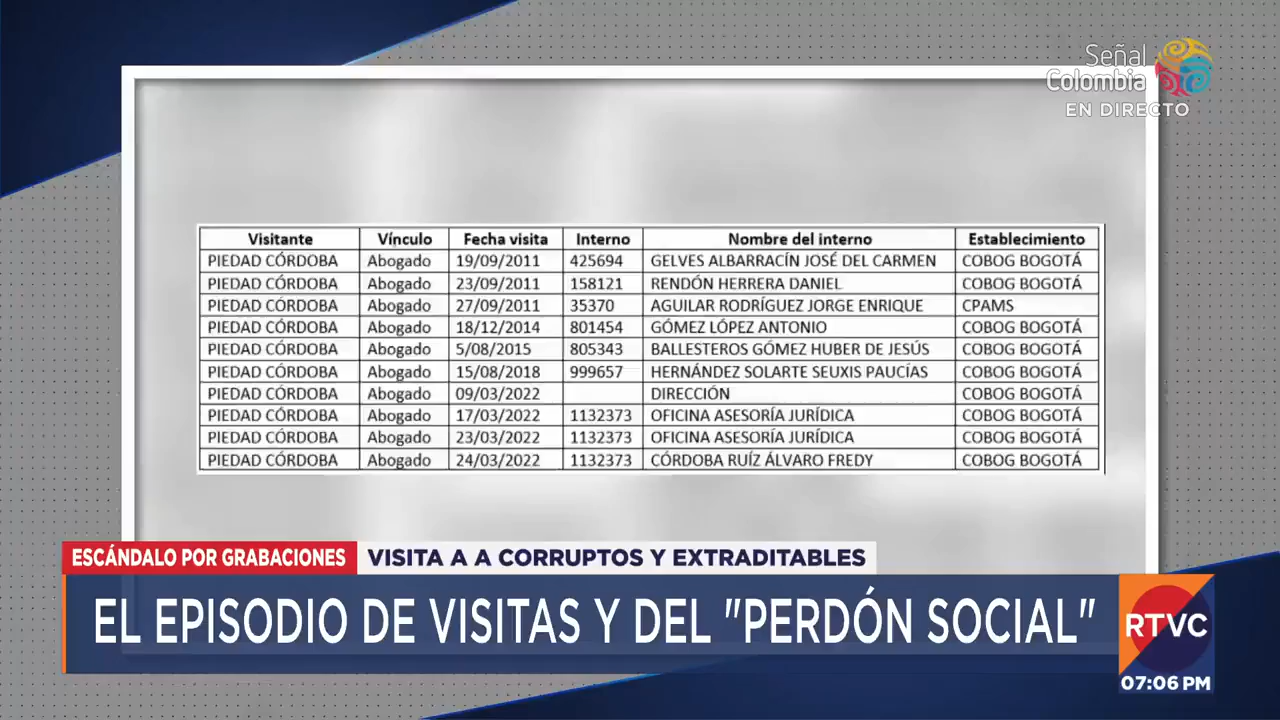 Señal
Colombia
EN DIRECTO
Visitante Vínculo Fecha visita Interno Nombre del interno Establecimiento
PIEDAD CÓRDOBA Abogado 19/09/2011 425694 GELVES ALBARRACÍN JOSÉ DEL CARMEN COBOG BOGOTÁ
PIEDAD CÓRDOBA Abogado 23/09/2011 158121 RENDÓN HERRERA DANIEL COBOG BOGOTÁ
PIEDAD CÓRDOBA Abogado 27/09/2011 35370 AGUILAR RODRÍGUEZ JORGE ENRIQUE CPAMS
PIEDAD CÓRDOBA Abogado 18/12/2014 801454 GÓMEZ LÓPEZ ANTONIO COBOG BOGOTÁ
PIEDAD CÓRDOBA Abogado 5/08/2015 805343 BALLESTEROS GÓMEZ HUBER DE JESÚS COBOG BOGOTÁ
PIEDAD CÓRDOBA Abogado 15/08/2018 999657 HERNÁNDEZ SOLARTE SEUXIS PAUCÍAS COBOG BOGOTÁ
PIEDAD CÓRDOBA Abogado 09/03/2022 DIRECCIÓN COBOG BOGOTÁ
PIEDAD CÓRDOBA Abogado 17/03/2022 1132373 OFICINA ASESORÍA JURÍDICA COBOG BOGOTÁ
PIEDAD CÓRDOBA Abogado 23/03/2022 1132373 OFICINA ASESORÍA JURÍDICA COBOG BOGOTÁ
PIEDAD CÓRDOBA Abogado 24/03/2022 1132373 CÓRDOBA RUÍZ ÁLVARO FREDY COBOG BOGOTÁ
ESCÁNDALO POR GRABACIONES VISITA A A CORRUPTOS Y EXTRADITABLES
EL EPISODIO DE VISITAS Y DEL "PERDÓN SOCIAL"
RTVC
07:06 PM